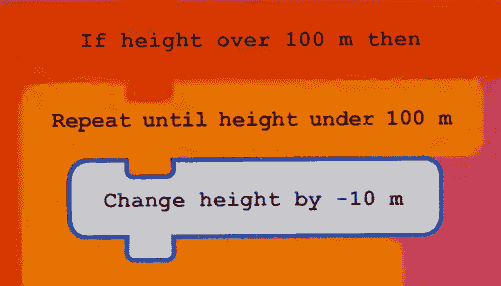 If height over 100 m then
Repeat until height under 100 m
Change height by -10 m